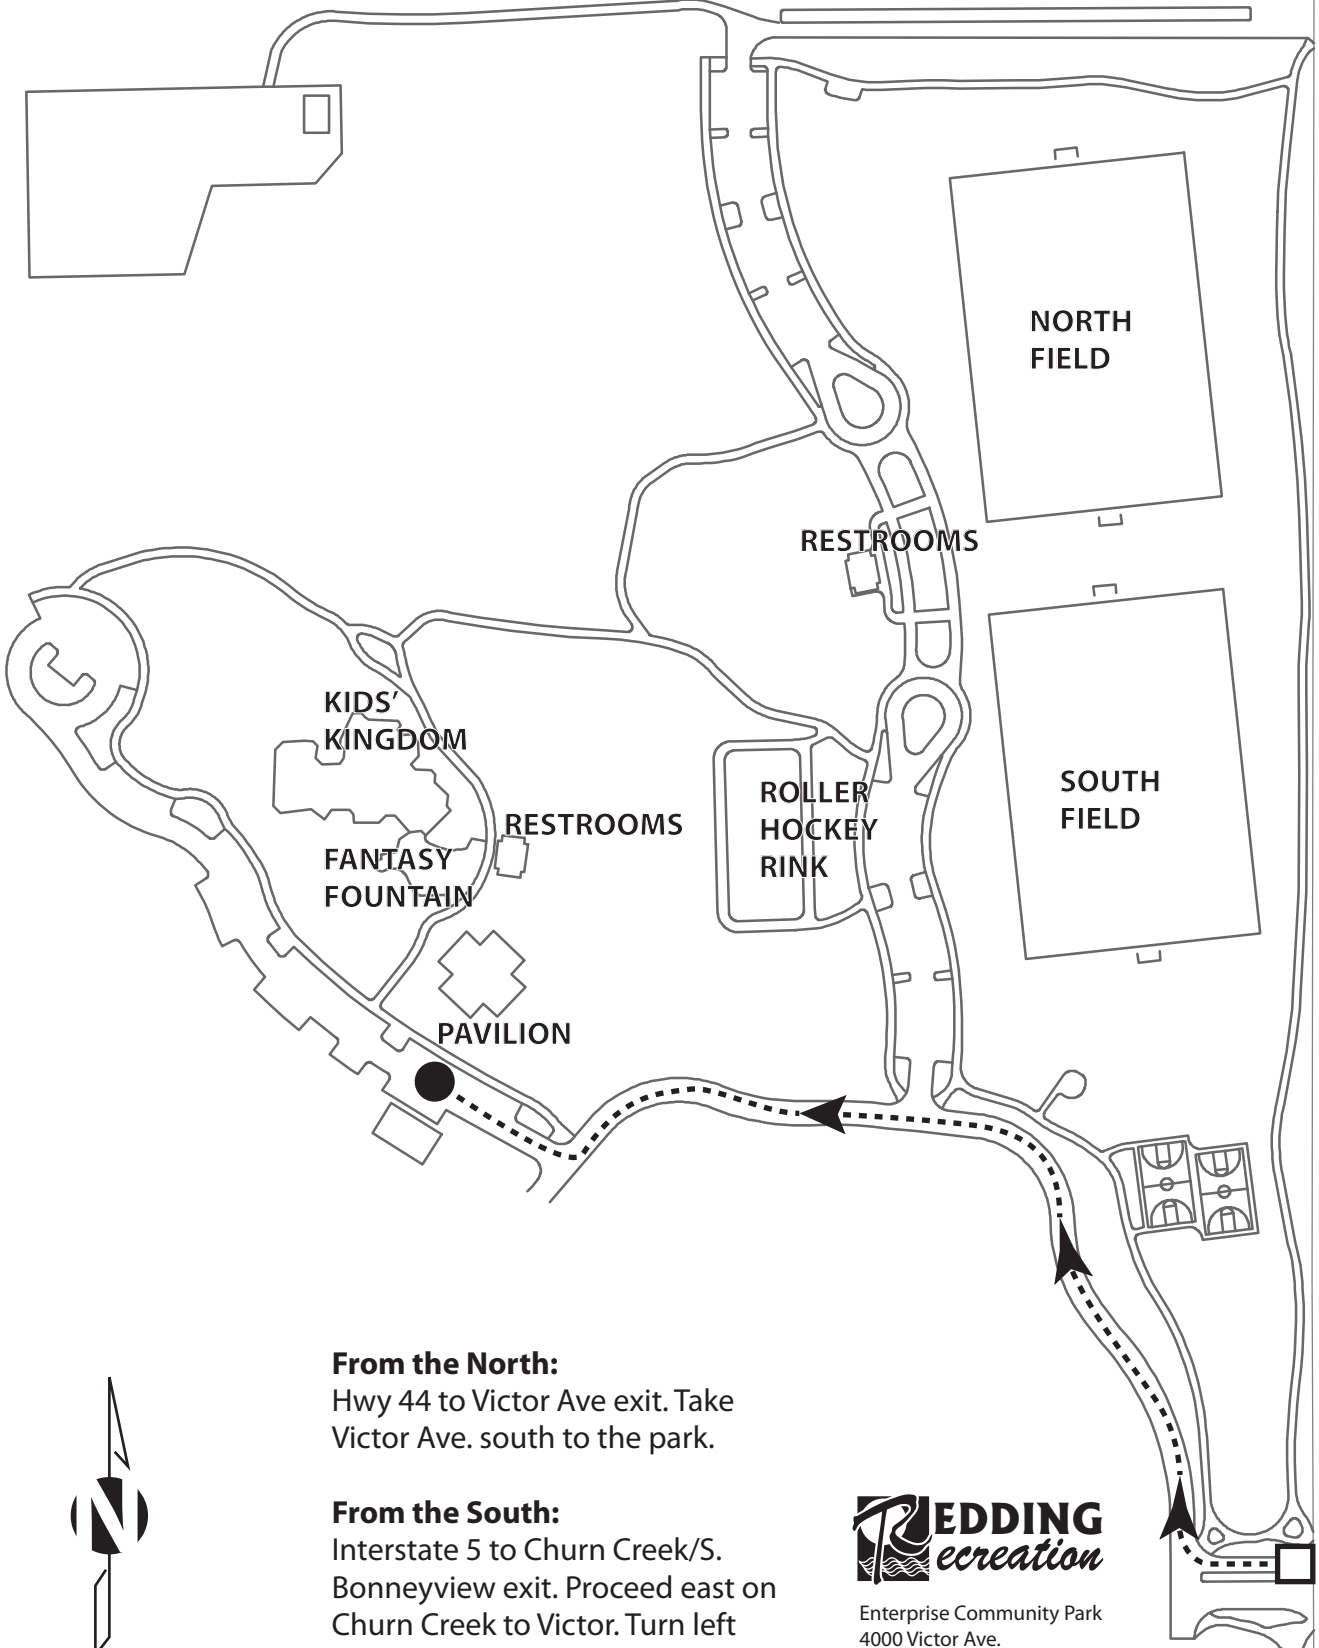 NORTH
FIELD
RESTROOMS
KIDS’
KINGDOM
SOUTH
FIELD
ROLLER
HOCKEY
RINK
RESTROOMS
FANTASY
FOUNTAIN
PAVILION
From the North:
Hwy 44 to Victor Ave exit. Take
Victor Ave. south to the park.
From the South:
Interstate 5 to Churn Creek/S.
Bonneyview exit. Proceed east on
Churn Creek to Victor. Turn left
N
REDDING
Recreation
Enterprise Community Park
4000 Victor Ave.